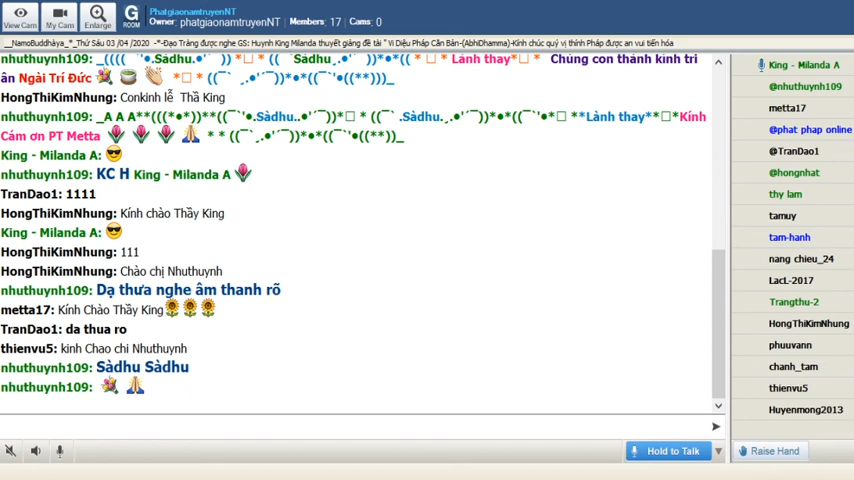 View Cam
My Cam
Enlarge
G
ROOM
PhatgiaonamtruyenNT
Owner: phatgiaonamtruyenNT | Members: 17 | Cams: 0
__NamoBuddhàya_*_Thứ Sáu 03 /04 /2020 -*-Đạo Tràng được nghe GS: Huynh King Milanda thuyết giảng đề tài " Vi Diệu Pháp Căn Bản-(AbhiDhamma)-Kính chúc quý vị thính Pháp được an vui tiến hóa
nhuthuynh109: Sàdhu Sàdhu Lành thay* Chúng con thành kính tri
ân Ngài Trí Đức
HongThiKimNhung: Conkinh lễ Thầ King
nhuthuynh109: _A A A** Sàdhu Sàdhu **Lành thay** Kính
Cám ơn PT Metta
King - Milanda A:
nhuthuynh109: KC H King - Milanda A
TranDao1: 1111
HongThiKimNhung: Kính chào Thầy King
King - Milanda A:
HongThiKimNhung: 111
HongThiKimNhung: Chào chị Nhuthuynh
nhuthuynh109: Dạ thưa nghe âm thanh rõ
metta17: Kính Chào Thầy King
TranDao1: da thua ro
thienvu5: kinh Chao chi Nhuthuynh
nhuthuynh109: Sàdhu Sàdhu
nhuthuynh109:
Hold to Talk
Raise Hand
King - Milanda A
@nhuthuynh109
metta17
@phat phap online
@TranDao1
@hongnhat
thy lam
tamuy
tam-hanh
nang chieu_24
LacL-2017
Trangthu-2
HongThiKimNhung
phuuvann
chanh_tam
thienvu5
Huyenmong2013